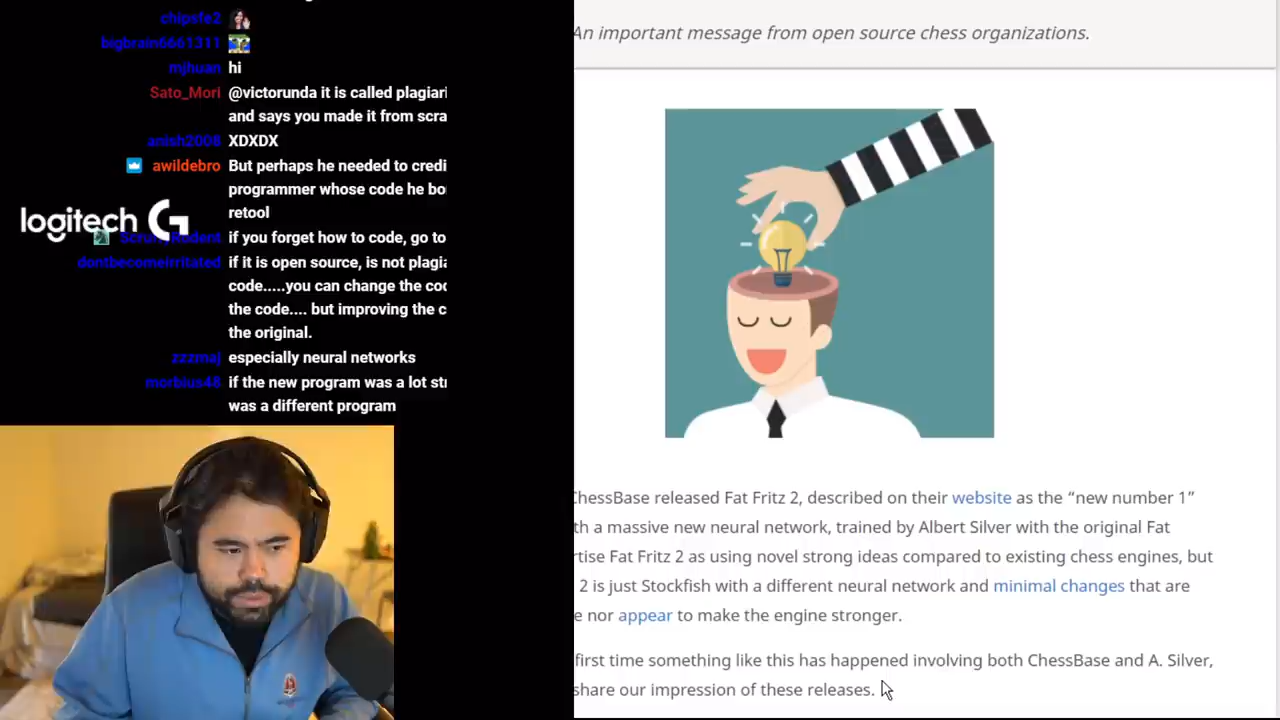 chipsfe2
bigbrain6661311
mjhuan hi
Sato_Mori @victorunda it is called
and says you made it from
anish2008 XDXDX
awildebro But perhaps he needed to
programmer whose code he
retool
logitech G
if you forget how to code, go to
dontbecomeirritated if it is open source, is not
code.....you can change the
the code.... but improving the
the original.
zzzmaj especially neural networks
morbius48 if the new program was a lot
was a different program
An important message from open source chess organizations.
ChessBase released Fat Fritz 2, described on their website as the “new number 1”
a massive new neural network, trained by Albert Silver with the original Fat
Fat Fritz 2 as using novel strong ideas compared to existing chess engines, but
2 is just Stockfish with a different neural network and minimal changes that are
nor appear to make the engine stronger.
first time something like this has happened involving both ChessBase and A. Silver,
share our impression of these releases.